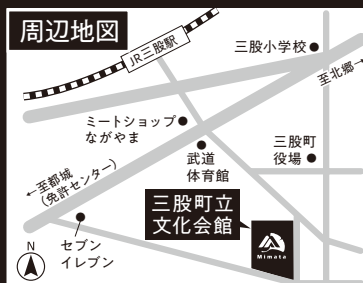 周辺地図
JR三股駅
三股小学校
至北郷→
ミートショップ
ながやま
武道
体育館
三股町
役場
←至都城
(免許センター)
三股町立
文化会館
Mimata
N
セブン
イレブン